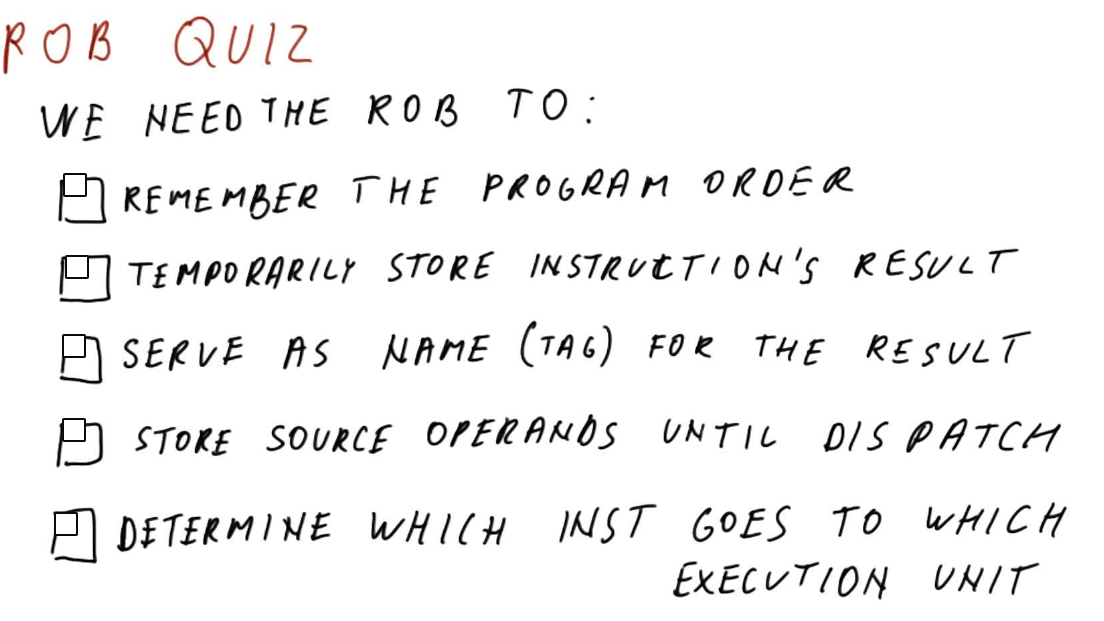 ROB QUIZ
WE NEED THE ROB TO:
REMEMBER THE PROGRAM ORDER
TEMPORARILY STORE INSTRUCTION'S RESULT
SERVE AS NAME (TAG) FOR THE RESULT
STORE SOURCE OPERANDS UNTIL DISPATCH
DETERMINE WHICH INST GOES TO WHICH
EXECUTION UNIT